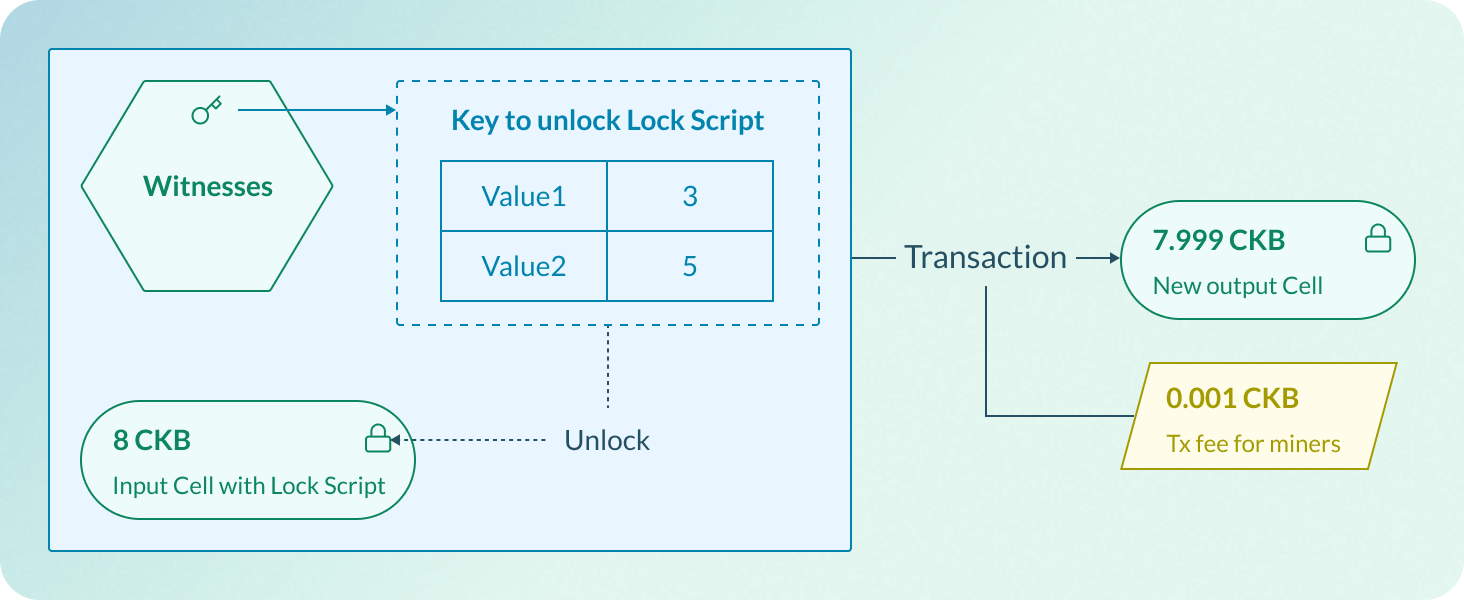 Witnesses
Key to unlock Lock Script
Value1 3
Value2 5
8 CKB
Input Cell with Lock Script
Unlock
Transaction
7.999 CKB
New output Cell
0.001 CKB
Tx fee for miners